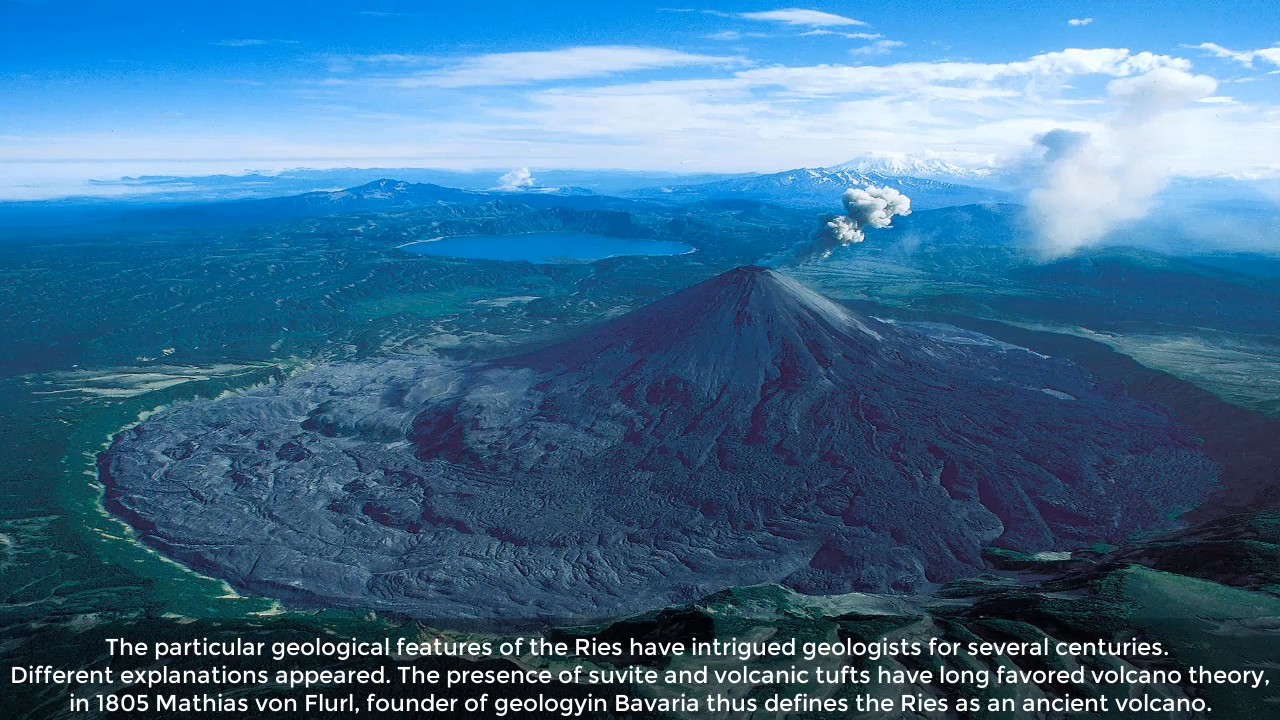 The particular geological features of the Ries have intrigued geologists for several centuries.
Different explanations appeared. The presence of suvite and volcanic tufts have long favored volcano theory,
in 1805 Mathias von Flurl, founder of geologyin Bavaria thus defines the Ries as an ancient volcano.